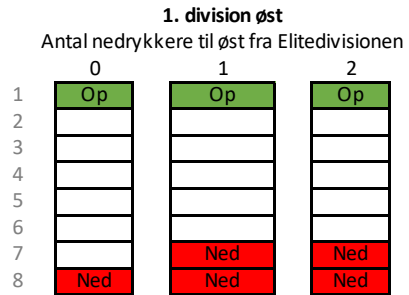 1. division øst
Antal nedrykkere til øst fra Elitedivisionen
0 1 2
1 Op Op Op
2
3
4
5
6
7 Ned Ned
8 Ned Ned Ned